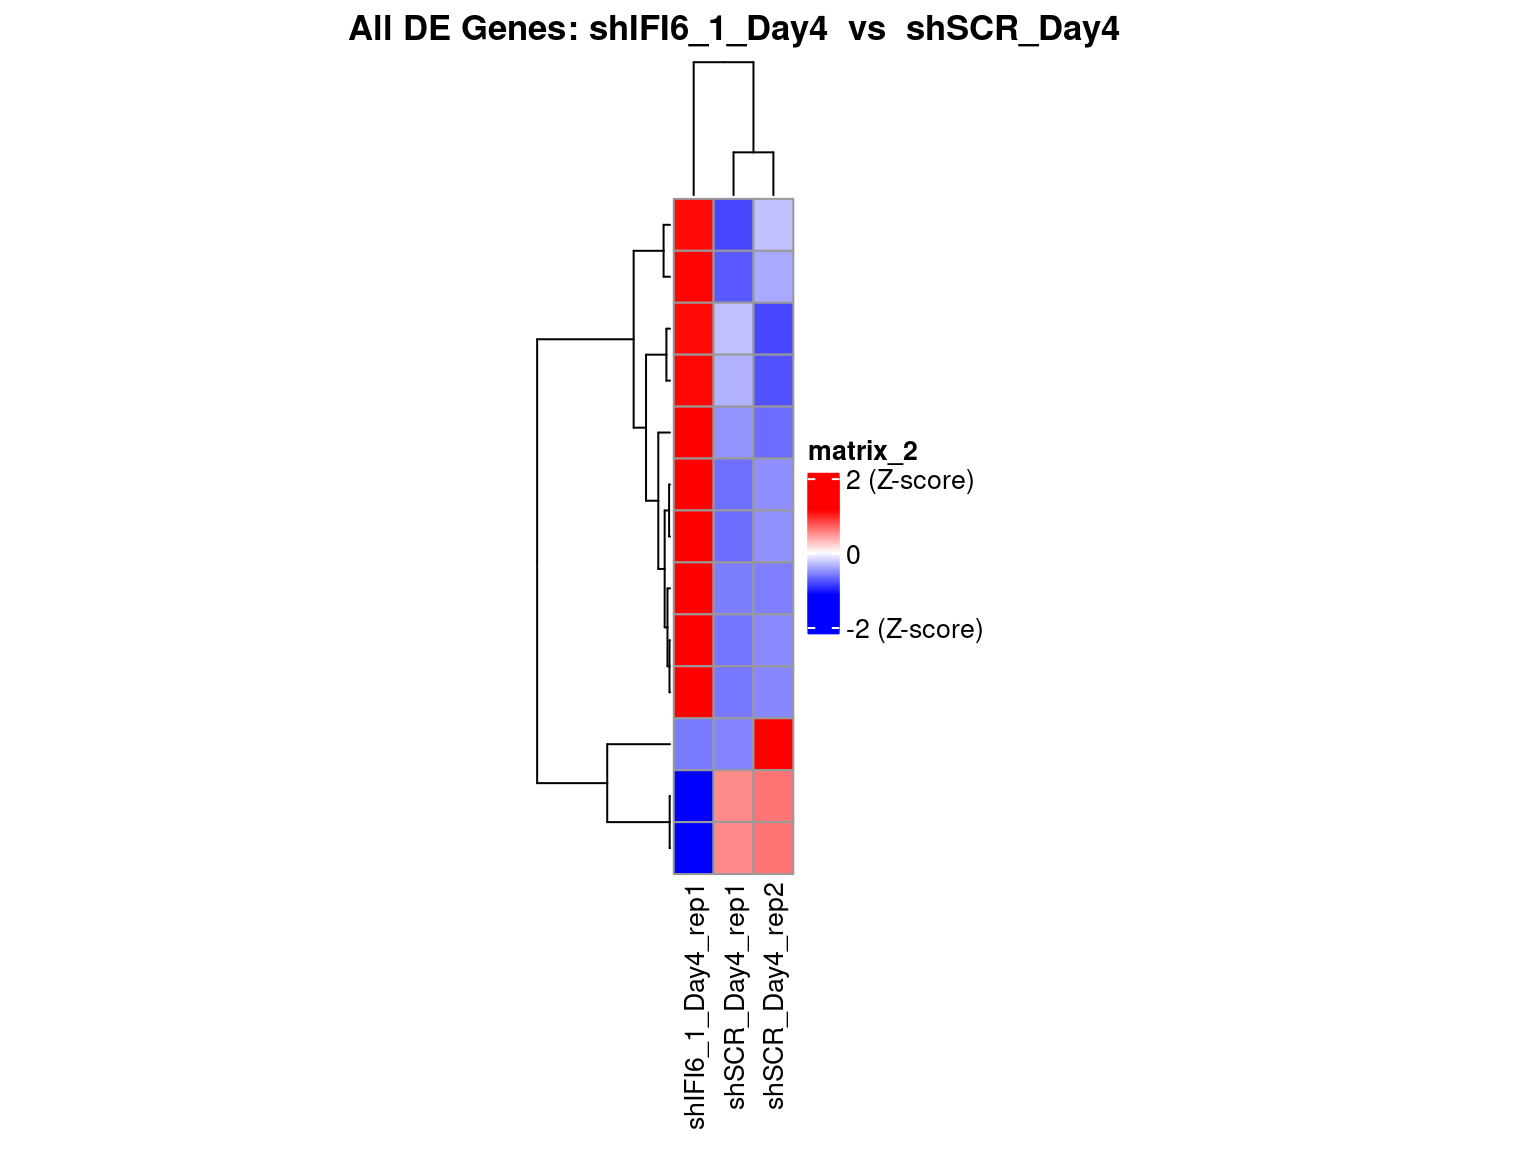 All DE Genes: shIFI6_1_Day4  vs  shSCR_Day4
matrix_2
2 (Z-score)
0
-2 (Z-score)
shIFI6_1_Day4_rep1
shSCR_Day4_rep1
shSCR_Day4_rep2